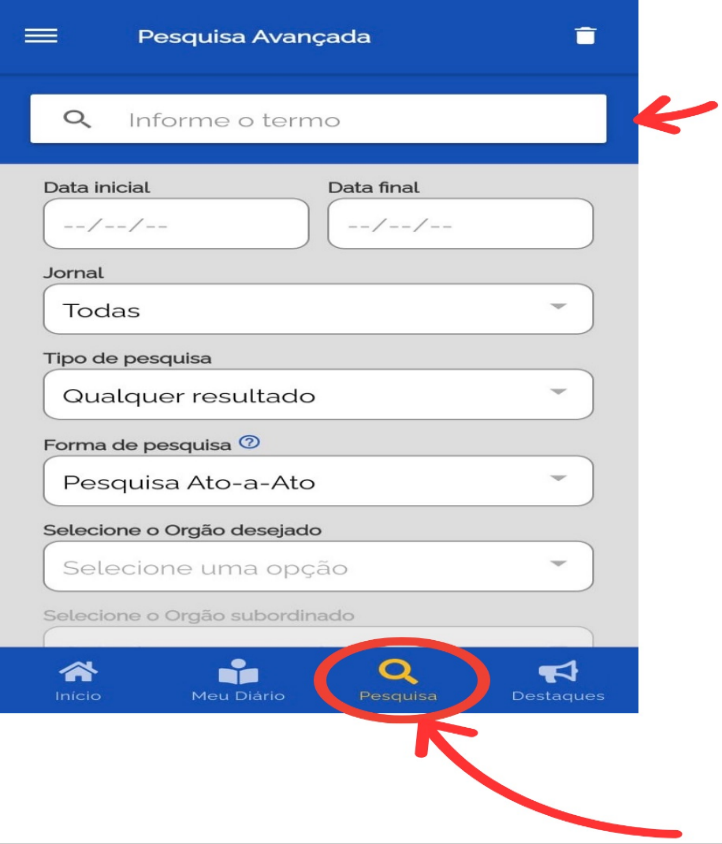 Pesquisa Avançada
Informe o termo
Data inicial Data final
--/--/-- --/--/--
Jornal
Todas
Tipo de pesquisa
Qualquer resultado
Forma de pesquisa ?
Pesquisa Ato-a-Ato
Selecione o Orgão desejado
Selecione uma opção
Selecione o Orgão subordinado
Início Meu Diário Pesquisa Destaques